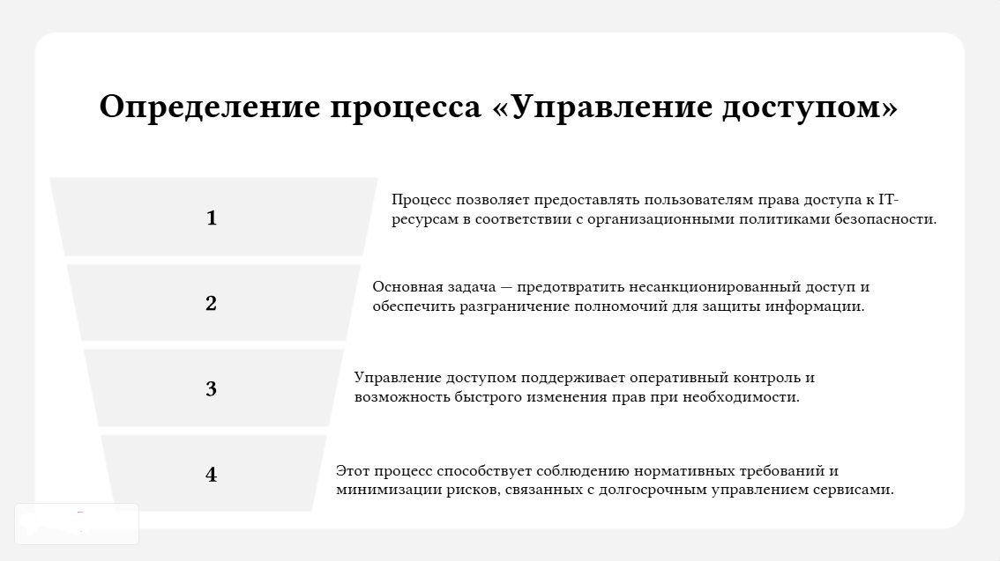 Определение процесса «Управление доступом»
1
Процесс позволяет предоставлять пользователям права доступа к IT-
ресурсам в соответствии с организационными политиками безопасности.
2
Основная задача — предотвратить несанкционированный доступ и
обеспечить разграничение полномочий для защиты информации.
3
Управление доступом поддерживает оперативный контроль и
возможность быстрого изменения прав при необходимости.
4
Этот процесс способствует соблюдению нормативных требований и
минимизации рисков, связанных с долгосрочным управлением сервисами.